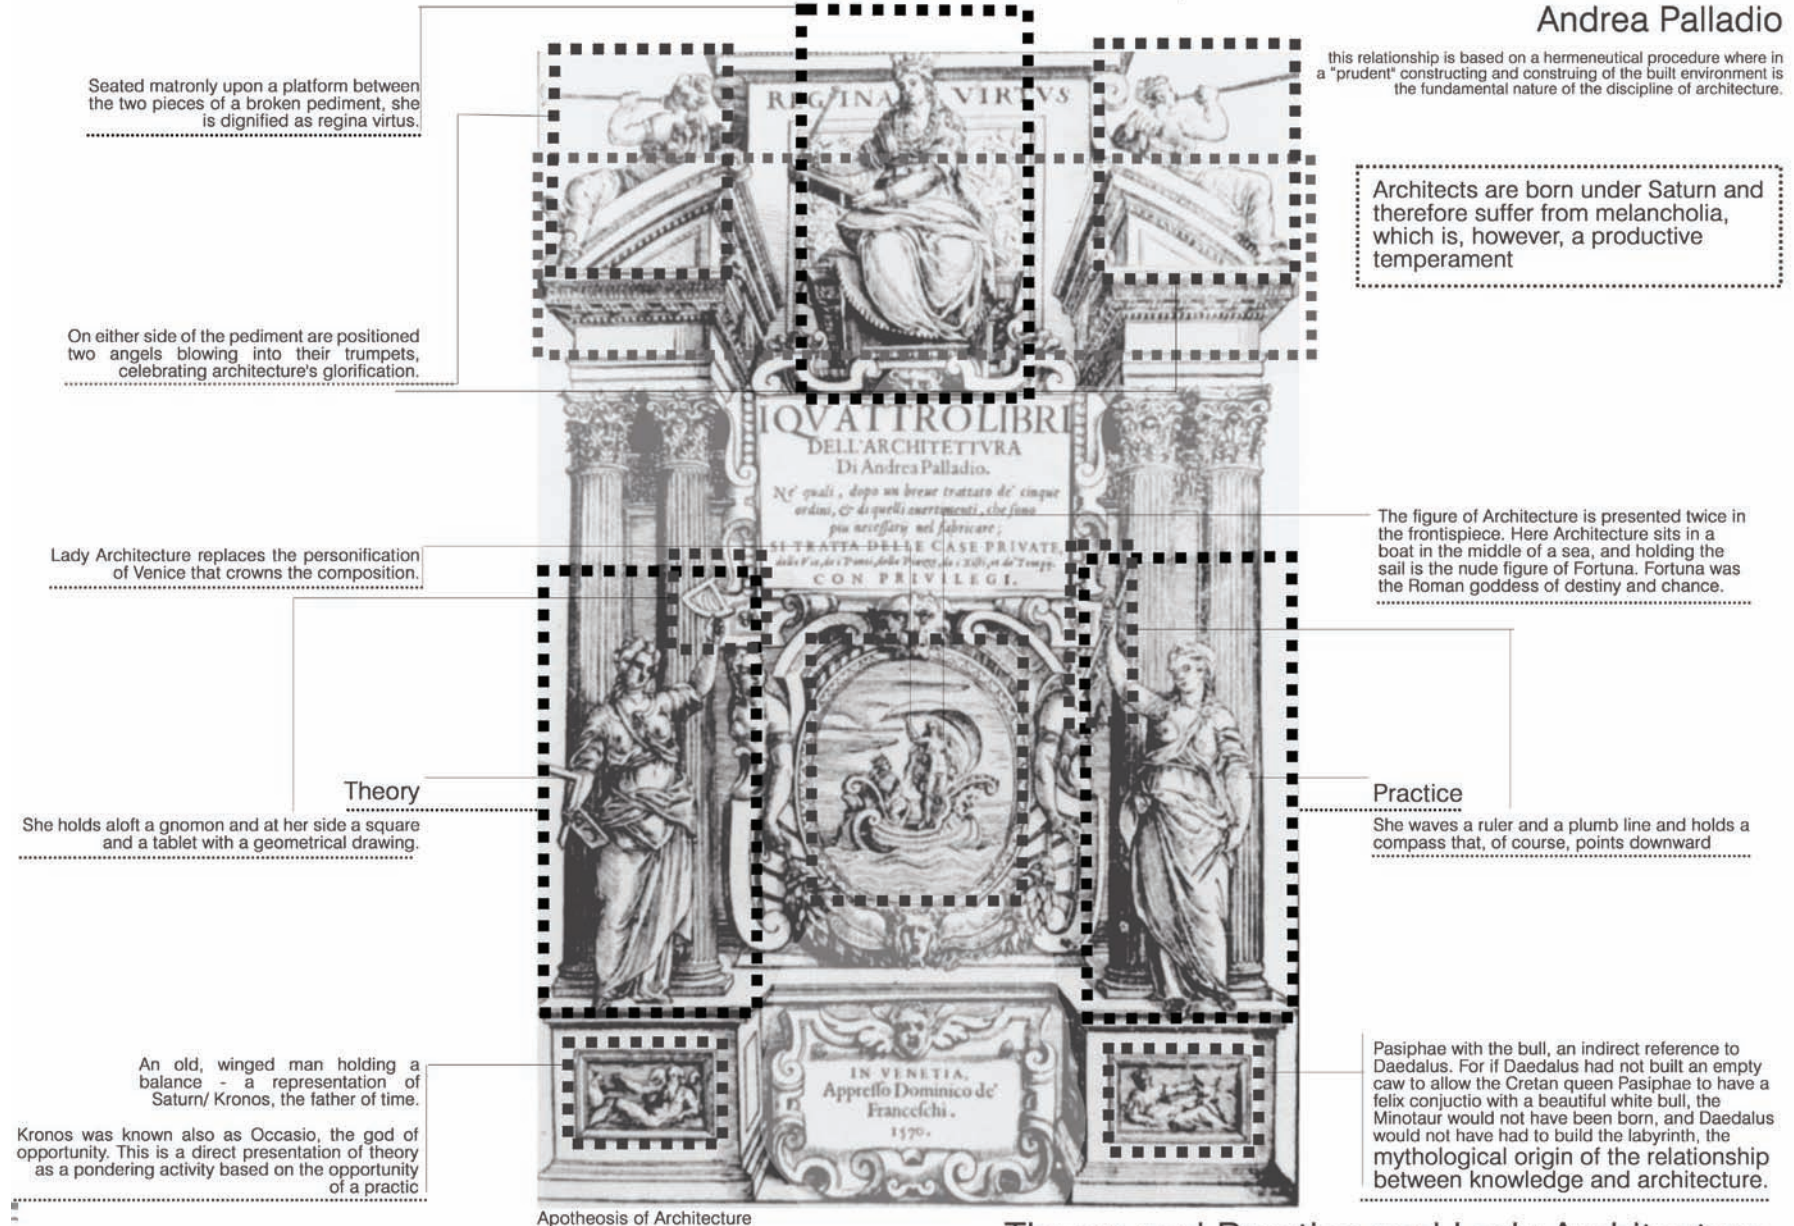 Andrea Palladio
this relationship is based on a hermeneutical procedure where in
a "prudent" constructing and construing of the built environment is
the fundamental nature of the discipline of architecture.
Seated matronly upon a platform between
the two pieces of a broken pediment, she
is dignified as regina virtus.
REGINA VIRTVS
Architects are born under Saturn and
therefore suffer from melancholia,
which is, however, a productive
temperament
On either side of the pediment are positioned
two angels blowing into their trumpets,
celebrating architecture's glorification.
I QVATTRO LIBRI
DELL'ARCHITETTVRA
Di Andrea Palladio.
Ne' quali, dopo un breue trattato de' cinque
ordini, & di quelli auertimenti, che sono
piu necessarij nel fabricare;
SI TRATTA DELLE CASE PRIVATE,
delle Vie, de i Ponti, delle Piazze, de i Xisti, et de' Tempij.
CON PRIVILEGI.
The figure of Architecture is presented twice in
the frontispiece. Here Architecture sits in a
boat in the middle of a sea, and holding the
sail is the nude figure of Fortuna. Fortuna was
the Roman goddess of destiny and chance.
Lady Architecture replaces the personification
of Venice that crowns the composition.
Theory
She holds aloft a gnomon and at her side a square
and a tablet with a geometrical drawing.
Practice
She waves a ruler and a plumb line and holds a
compass that, of course, points downward
An old, winged man holding a
balance - a representation of
Saturn/ Kronos, the father of time.
Kronos was known also as Occasio, the god of
opportunity. This is a direct presentation of theory
as a pondering activity based on the opportunity
of a practic
IN VENETIA,
Appresso Dominico de'
Franceschi.
1570.
Pasiphae with the bull, an indirect reference to
Daedalus. For if Daedalus had not built an empty
caw to allow the Cretan queen Pasiphae to have a
felix conjuctio with a beautiful white bull, the
Minotaur would not have been born, and Daedalus
would not have had to build the labyrinth, the
mythological origin of the relationship
between knowledge and architecture.
Apotheosis of Architecture